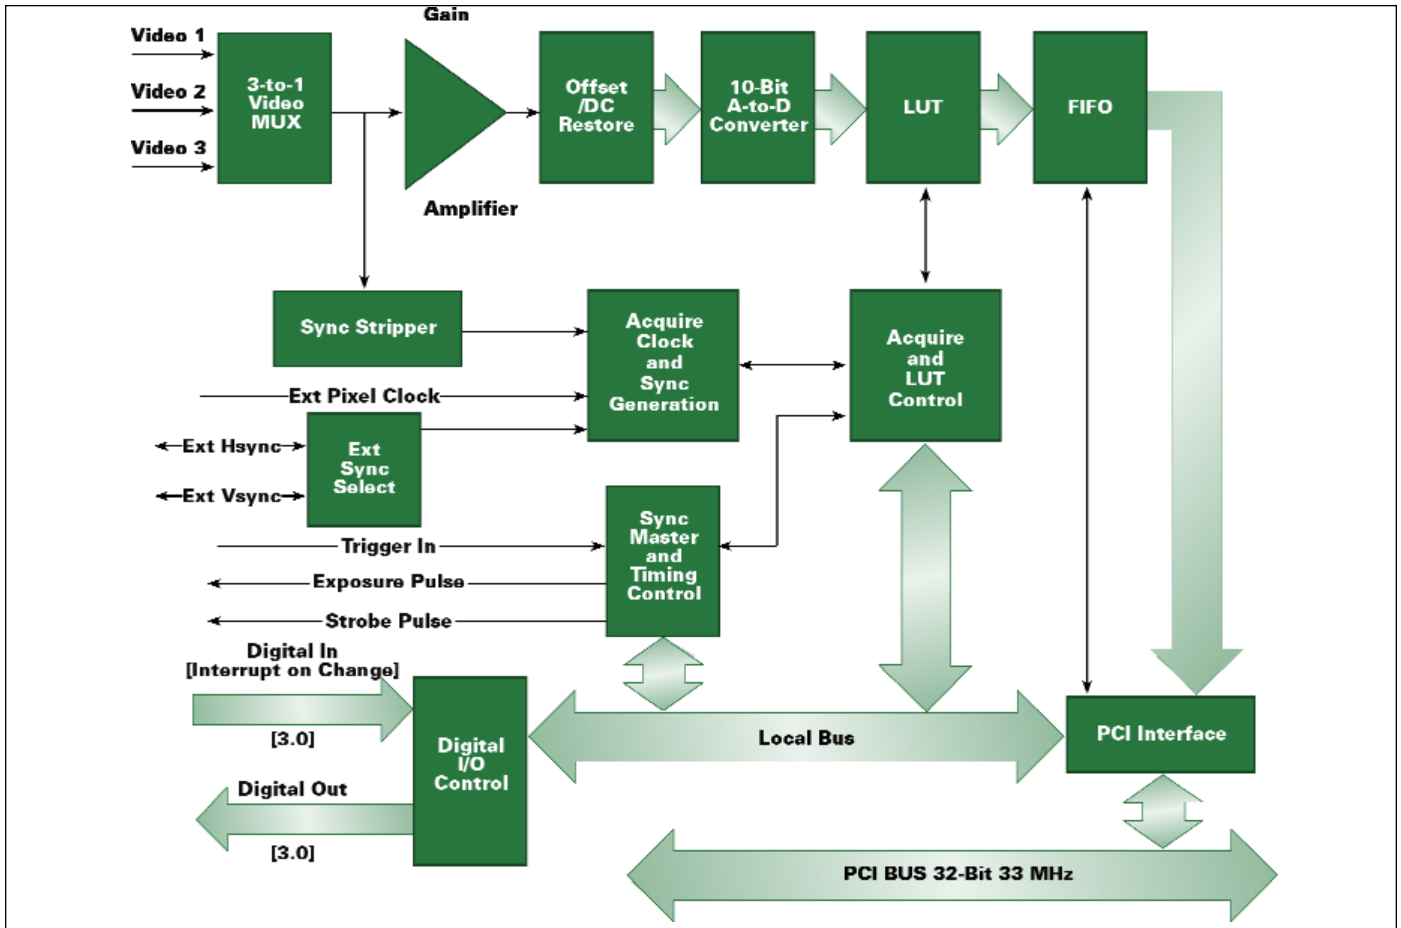 Gain
Video 1
Video 2
Video 3
3-to-1
Video
MUX
Amplifier
Offset
/DC
Restore
10-Bit
A-to-D
Converter
LUT
FIFO
Sync Stripper
Acquire
Clock
and
Sync
Generation
Acquire
and
LUT
Control
Ext Pixel Clock
Ext Hsync
Ext Vsync
Ext
Sync
Select
Trigger In
Exposure Pulse
Strobe Pulse
Sync
Master
and
Timing
Control
Digital In
[Interrupt on Change]
[3.0]
Digital Out
[3.0]
Digital
I/O
Control
Local Bus
PCI Interface
PCI BUS 32-Bit 33 MHz